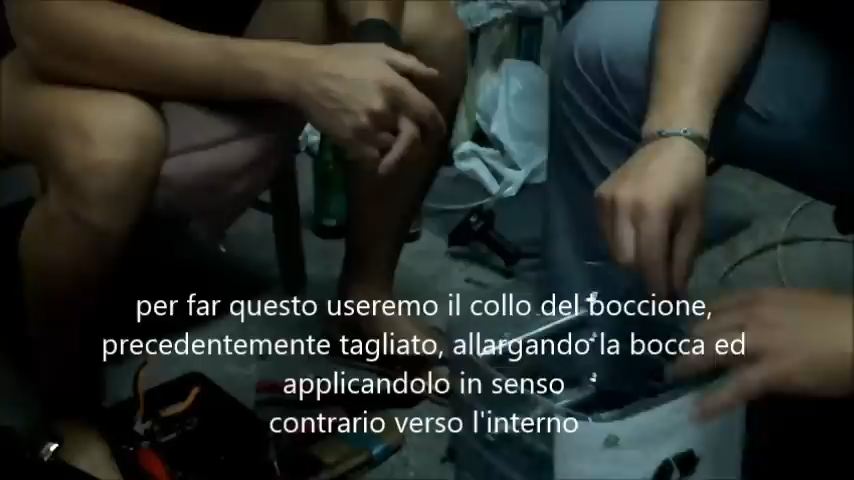 per far questo useremo il collo del boccione,
precedentemente tagliato, allargando la bocca ed
applicandolo in senso
contrario verso l'interno